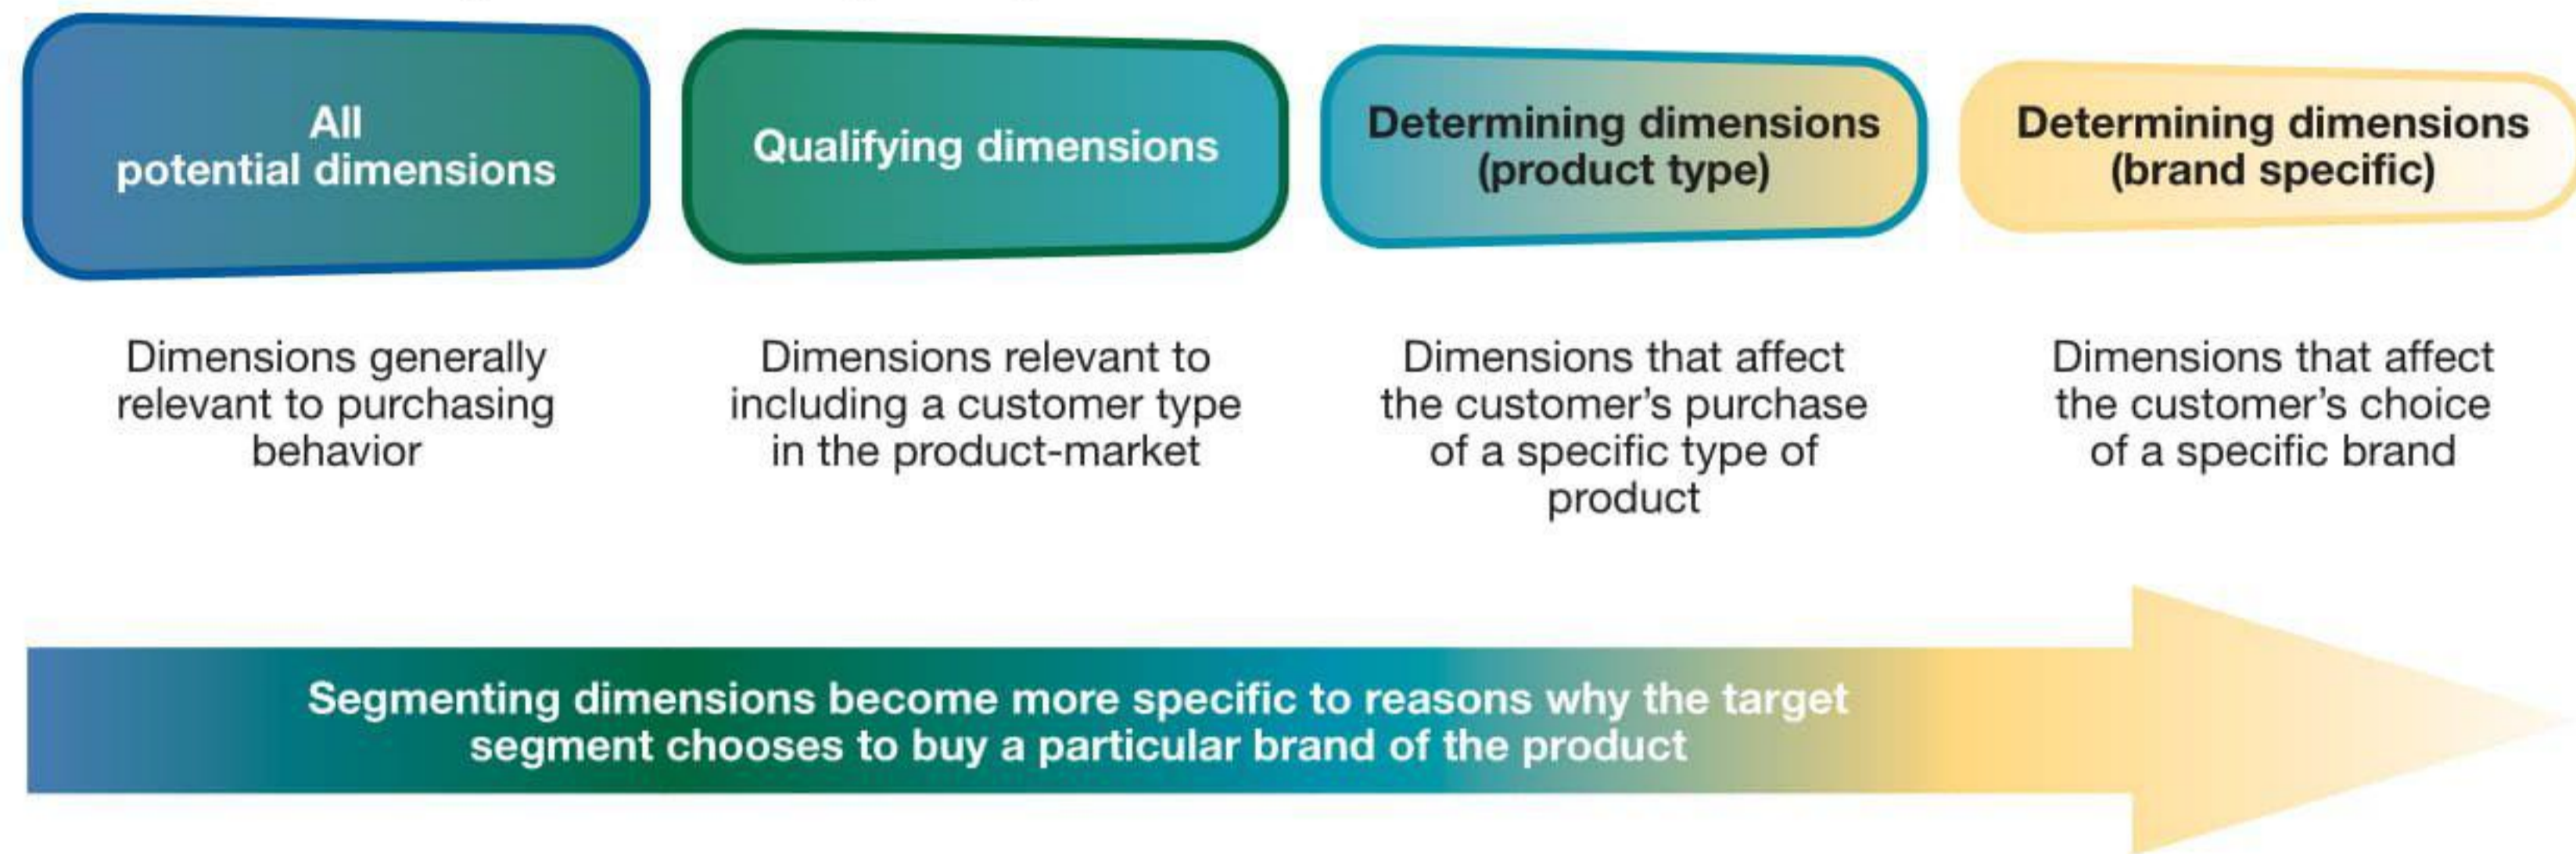 All
potential dimensions
Qualifying dimensions
Determining dimensions
(product type)
Determining dimensions
(brand specific)
Dimensions generally
relevant to purchasing
behavior
Dimensions relevant to
including a customer type
in the product-market
Dimensions that affect
the customer’s purchase
of a specific type of
product
Dimensions that affect
the customer’s choice
of a specific brand
Segmenting dimensions become more specific to reasons why the target
segment chooses to buy a particular brand of the product